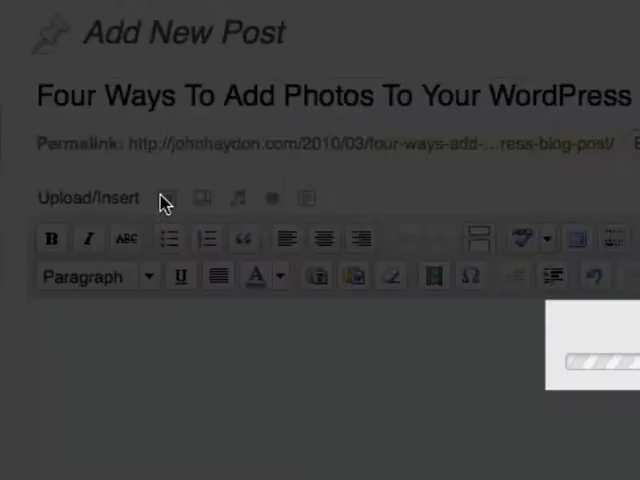 Add New Post
Four Ways To Add Photos To Your WordPress
Permalink: http://johnhaydon.com/2010/03/four-ways-add-...ress-blog-post/
Upload/Insert
B I ABC
Paragraph U A